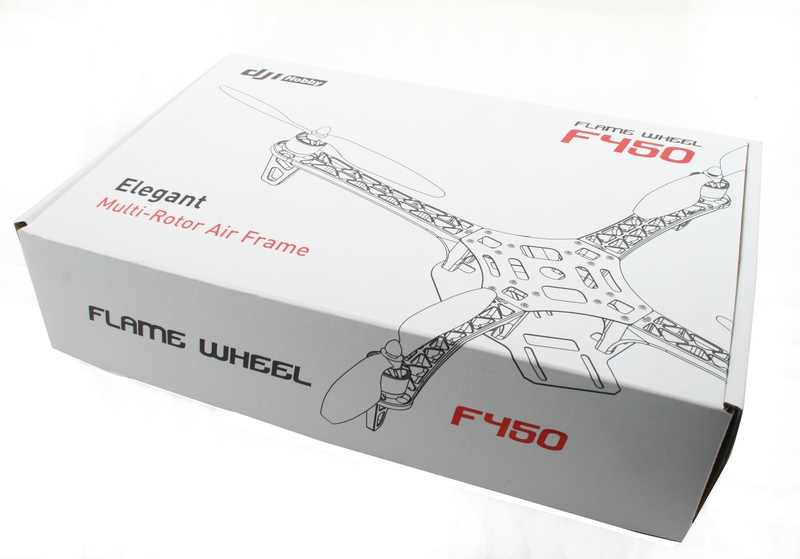 dji Hobby
FLAME WHEEL
F450
Elegant
Multi-Rotor Air Frame
FLAME WHEEL
F450